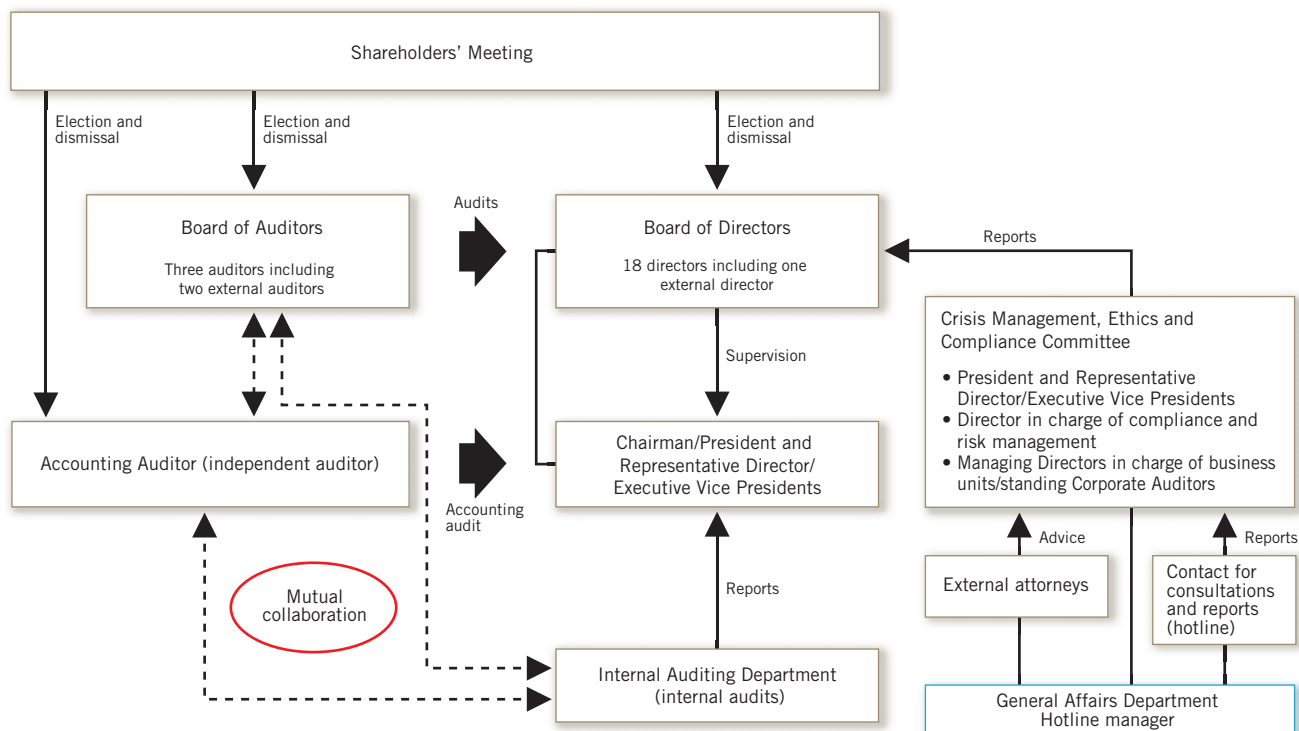 Shareholders' Meeting
Election and
dismissal
Election and
dismissal
Election and
dismissal
Board of Auditors
Three auditors including
two external auditors
Audits
Board of Directors
18 directors including one
external director
Reports
Crisis Management, Ethics and
Compliance Committee
• President and Representative
Director/Executive Vice Presidents
• Director in charge of compliance and
risk management
• Managing Directors in charge of business
units/standing Corporate Auditors
Supervision
Accounting Auditor (independent auditor)
Accounting
audit
Chairman/President and
Representative Director/
Executive Vice Presidents
Advice
Reports
External attorneys
Contact for
consultations
and reports
(hotline)
Mutual
collaboration
Reports
Internal Auditing Department
(internal audits)
General Affairs Department
Hotline manager